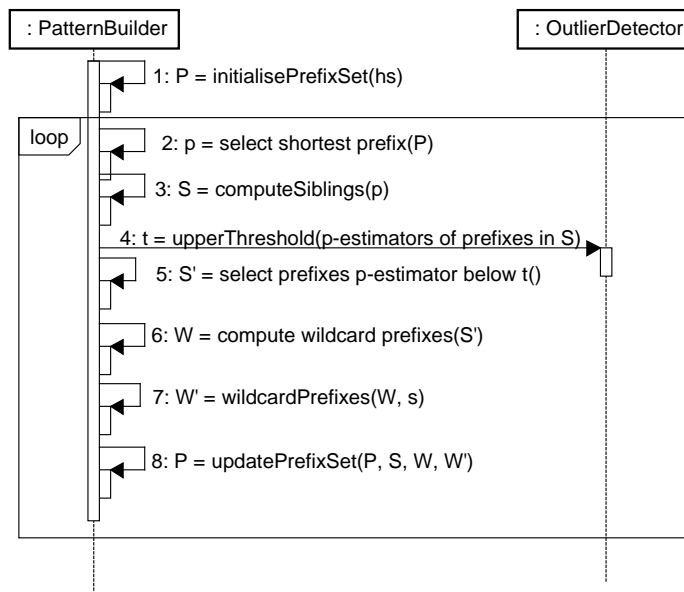 : PatternBuilder
: OutlierDetector
1: P = initialisePrefixSet(hs)
loop
2: p = select shortest prefix(P)
3: S = computeSiblings(p)
4: t = upperThreshold(p-estimators of prefixes in S)
5: S' = select prefixes p-estimator below t()
6: W = compute wildcard prefixes(S')
7: W' = wildcardPrefixes(W, s)
8: P = updatePrefixSet(P, S, W, W')